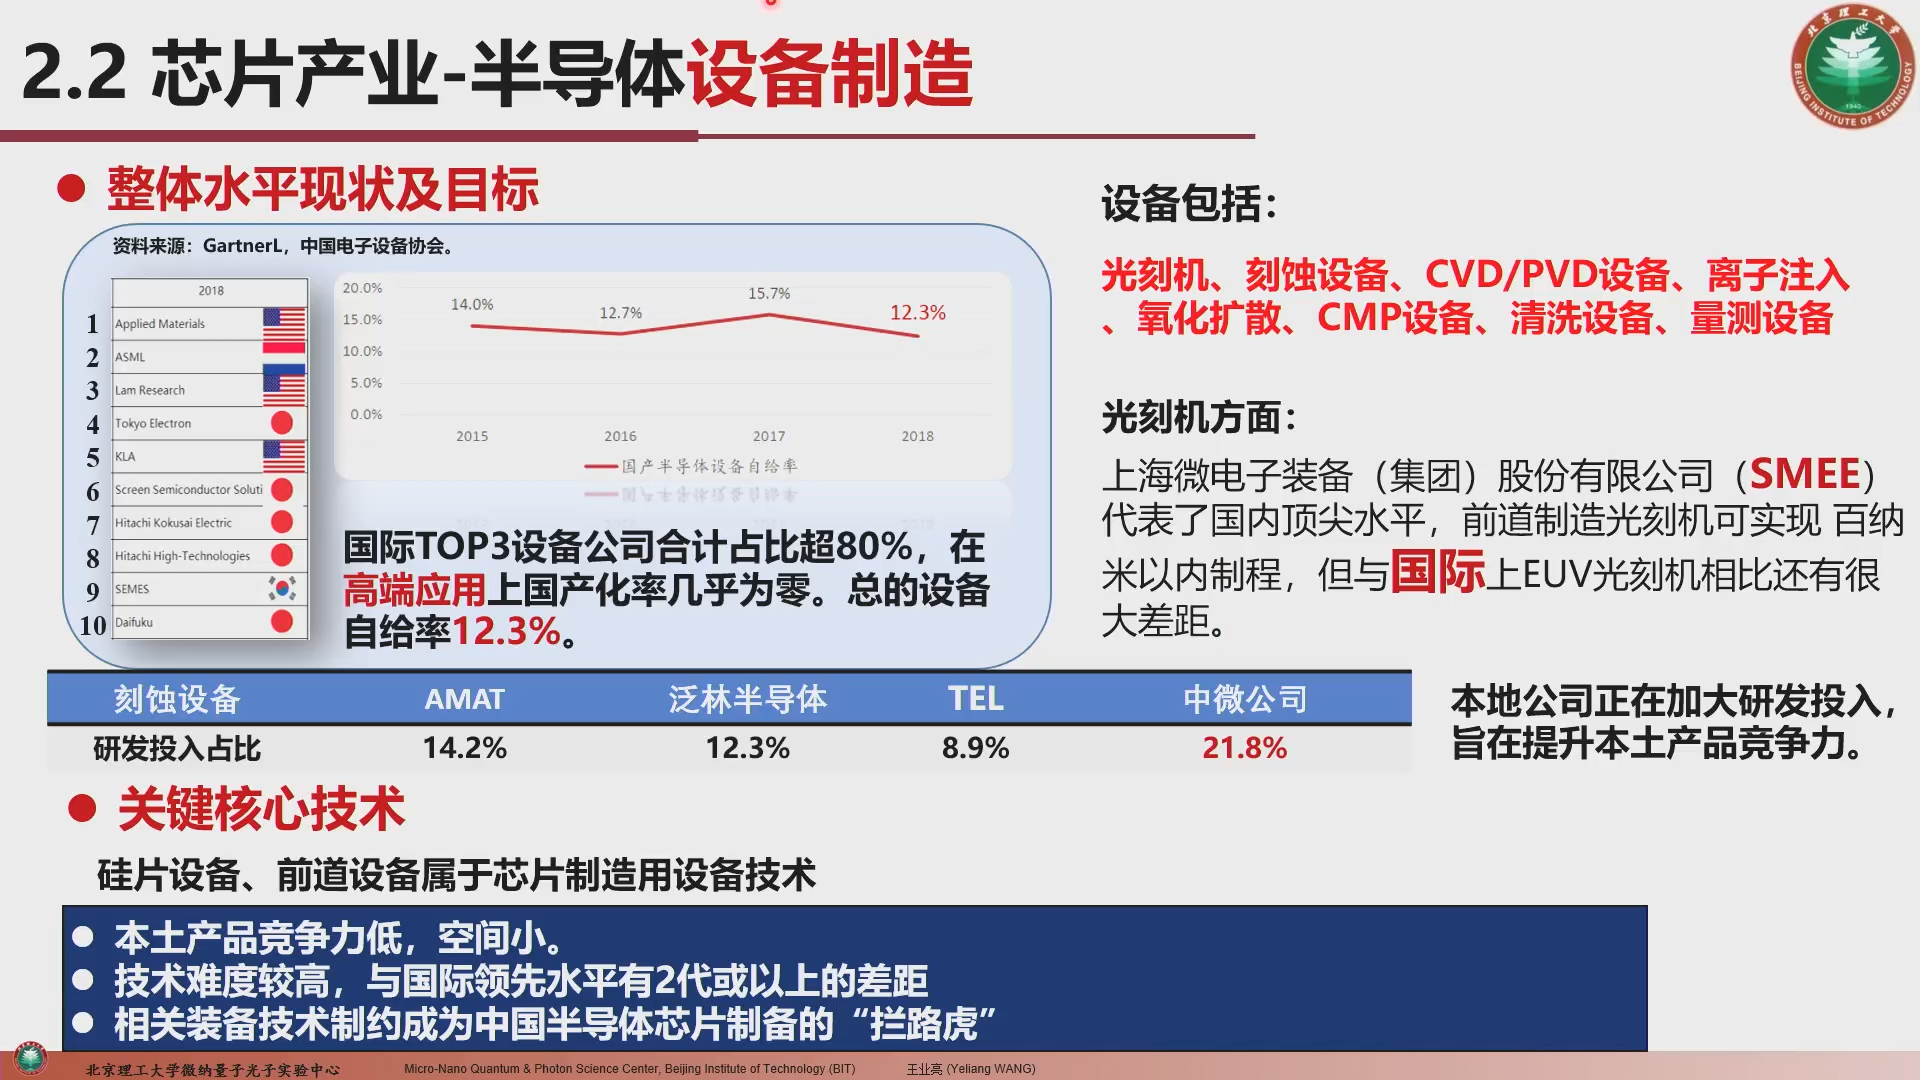 2.2 芯片产业-半导体设备制造
北京理工大学
BEIJING INSTITUTE OF TECHNOLOGY
1940
整体水平现状及目标
资料来源：GartnerL，中国电子设备协会。
2018
1 Applied Materials
2 ASML
3 Lam Research
4 Tokyo Electron
5 KLA
6 Screen Semiconductor Soluti
7 Hitachi Kokusai Electric
8 Hitachi High-Technologies
9 SEMES
10 Daifuku
20.0%
15.0%
10.0%
5.0%
0.0%
14.0%
12.7%
15.7%
12.3%
2015 2016 2017 2018
国产半导体设备自给率
国际TOP3设备公司合计占比超80%，在
高端应用上国产化率几乎为零。总的设备
自给率12.3%。
设备包括：
光刻机、刻蚀设备、CVD/PVD设备、离子注入
、氧化扩散、CMP设备、清洗设备、量测设备
光刻机方面：
上海微电子装备（集团）股份有限公司（SMEE）
代表了国内顶尖水平，前道制造光刻机可实现 百纳
米以内制程，但与国际上EUV光刻机相比还有很
大差距。
刻蚀设备 AMAT 泛林半导体 TEL 中微公司
研发投入占比 14.2% 12.3% 8.9% 21.8%
本地公司正在加大研发投入，
旨在提升本土产品竞争力。
关键核心技术
硅片设备、前道设备属于芯片制造用设备技术
本土产品竞争力低，空间小。
技术难度较高，与国际领先水平有2代或以上的差距
相关装备技术制约成为中国半导体芯片制备的“拦路虎”
北京理工大学微纳量子光子实验中心 Micro-Nano Quantum & Photon Science Center, Beijing Institute of Technology (BIT) 王业亮 (Yeliang WANG)